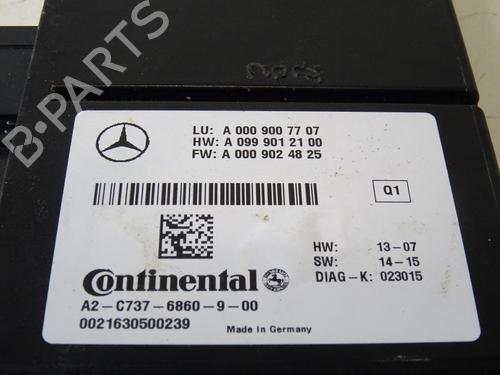 LU: A 000 900 77 07
HW: A 099 901 21 00
FW: A 000 902 48 25
Q1
HW: 13-07
SW: 14-15
DIAG-K: 023015
Continental
A2-C737-6860-9-00
0021630500239
Made in Germany
B-PARTS